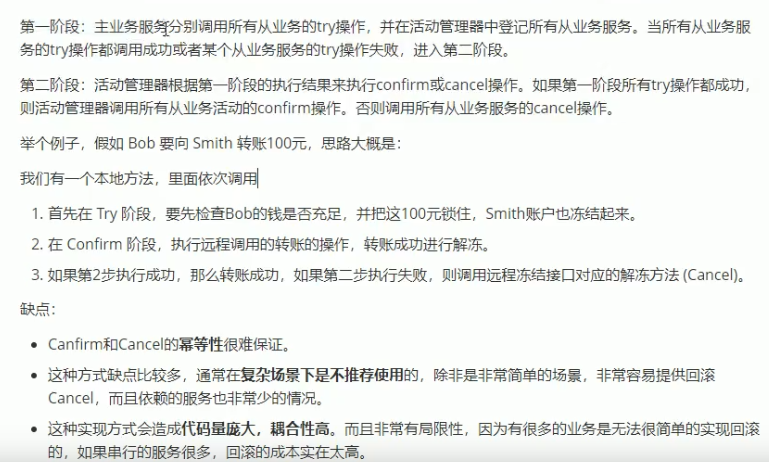 第一阶段：主业务服务分别调用所有从业务的try操作，并在活动管理器中登记所有从业务服务。当所有从业务服
务的try操作都调用成功或者某个从业务服务的try操作失败，进入第二阶段。
第二阶段：活动管理器根据第一阶段的执行结果来执行confirm或cancel操作。如果第一阶段所有try操作都成功，
则活动管理器调用所有从业务活动的confirm操作。否则调用所有从业务服务的cancel操作。
举个例子，假如 Bob 要向 Smith 转账100元，思路大概是：
我们有一个本地方法，里面依次调用
1. 首先在 Try 阶段，要先检查Bob的钱是否充足，并把这100元锁住，Smith账户也冻结起来。
2. 在 Confirm 阶段，执行远程调用的转账的操作，转账成功进行解冻。
3. 如果第2步执行成功，那么转账成功，如果第二步执行失败，则调用远程冻结接口对应的解冻方法 (Cancel)。
缺点：
• Canfirm和Cancel的幂等性很难保证。
• 这种方式缺点比较多，通常在复杂场景下是不推荐使用的，除非是非常简单的场景，非常容易提供回滚
Cancel，而且依赖的服务也非常少的情况。
• 这种实现方式会造成代码量庞大，耦合性高。而且非常有局限性，因为有很多的业务是无法很简单的实现回滚
的，如果串行的服务很多，回滚的成本实在太高。